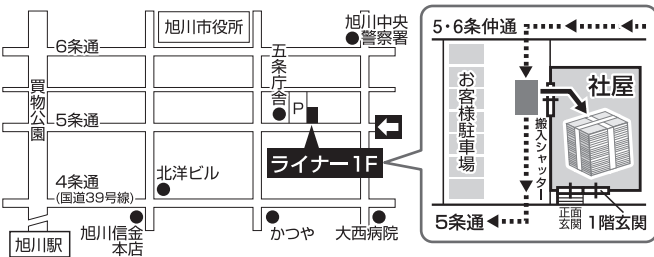 旭川市役所
旭川中央
警察署
6条通
五条庁舎
P
買物公園
5条通
ライナー1F
北洋ビル
4条通
(国道39号線)
旭川駅
旭川信金
本店
かつや
大西病院
5・6条仲通
お客様駐車場
社屋
搬入シャッター
5条通
正面
玄関
1階玄関